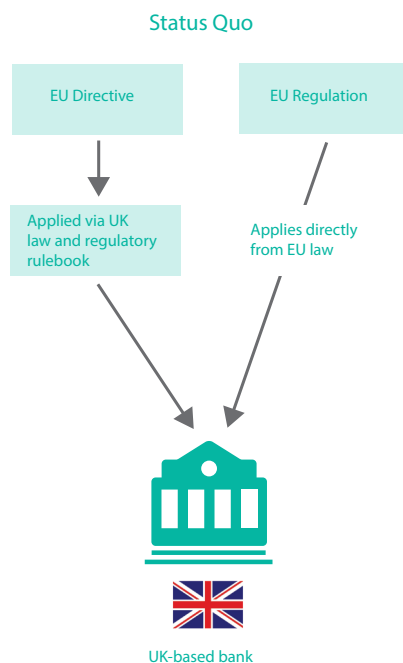 Status Quo
EU Directive
EU Regulation
Applied via UK
law and regulatory
rulebook
Applies directly
from EU law
UK-based bank